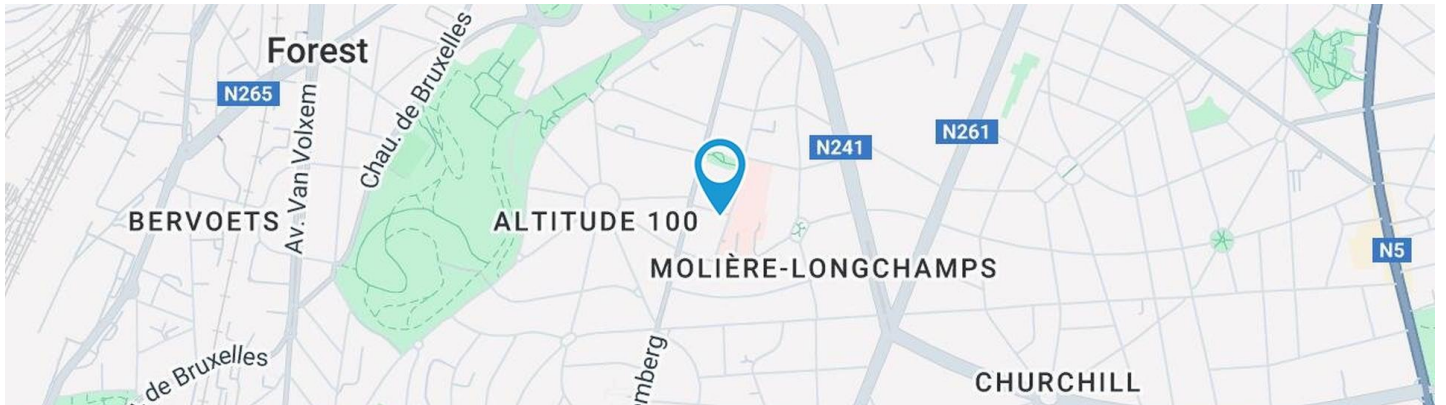 Forest
N265
Av. Van Volxem
Chau. de Bruxelles
N241
N261
BERVOETS
ALTITUDE 100
MOLIÈRE-LONGCHAMPS
N5
de Bruxelles
CHURCHILL